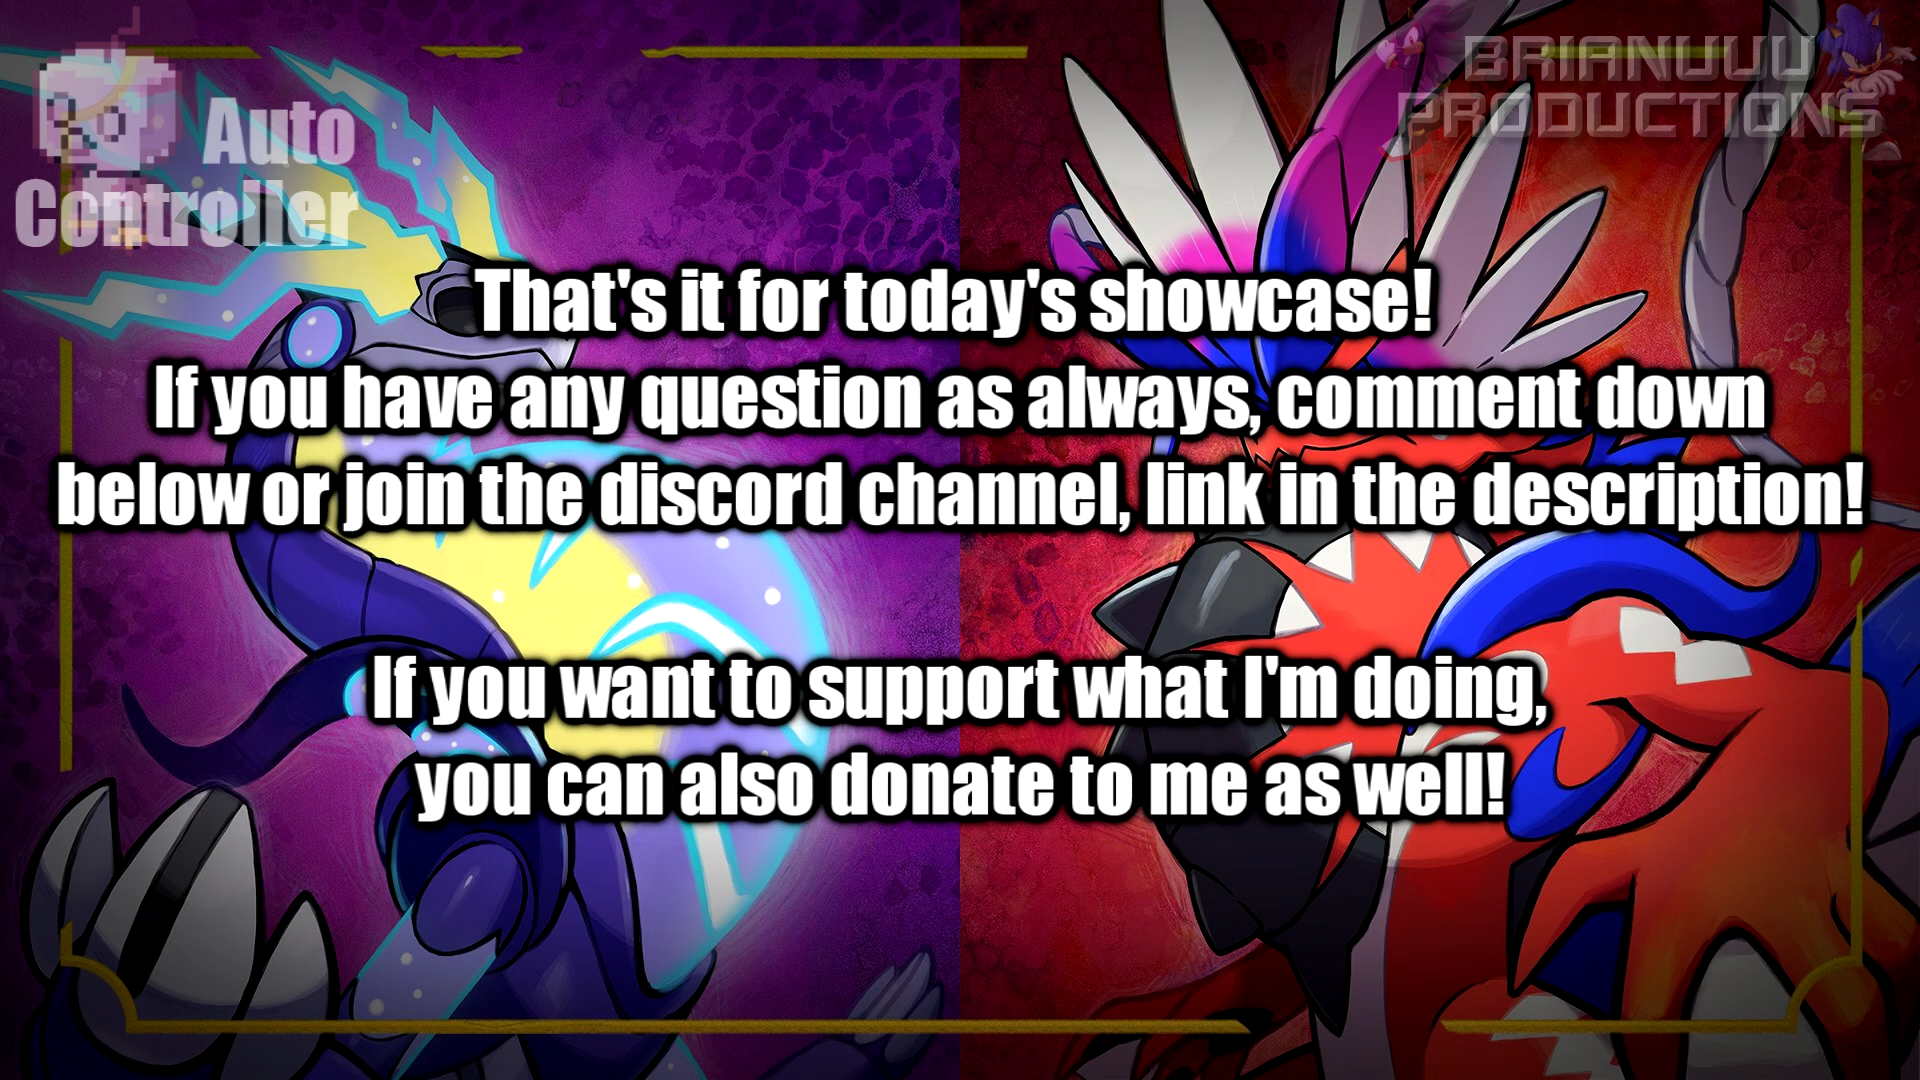 Auto
Controller
BRIANUUU
PRODUCTIONS
That's it for today's showcase!
If you have any question as always, comment down
below or join the discord channel, link in the description!
If you want to support what I'm doing,
you can also donate to me as well!